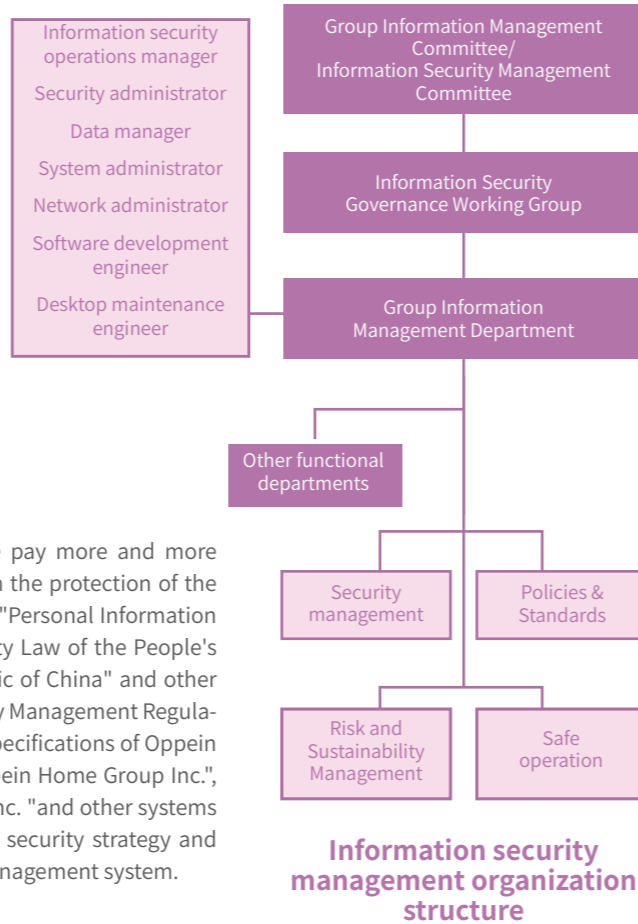 Information security
operations manager
Security administrator
Data manager
System administrator
Network administrator
Software development
engineer
Desktop maintenance
engineer
Group Information Management
Committee/
Information Security Management
Committee
Information Security
Governance Working Group
Group Information
Management Department
Other functional
departments
Security
management
Policies &
Standards
Risk and
Sustainability
Management
Safe
operation
Information security
management organization
structure
pay more and more
the protection of the
"Personal Information
ty Law of the People's
ic of China" and other
y Management Regula-
pecifications of Oppein
pein Home Group Inc.",
nc. "and other systems
security strategy and
nagement system.